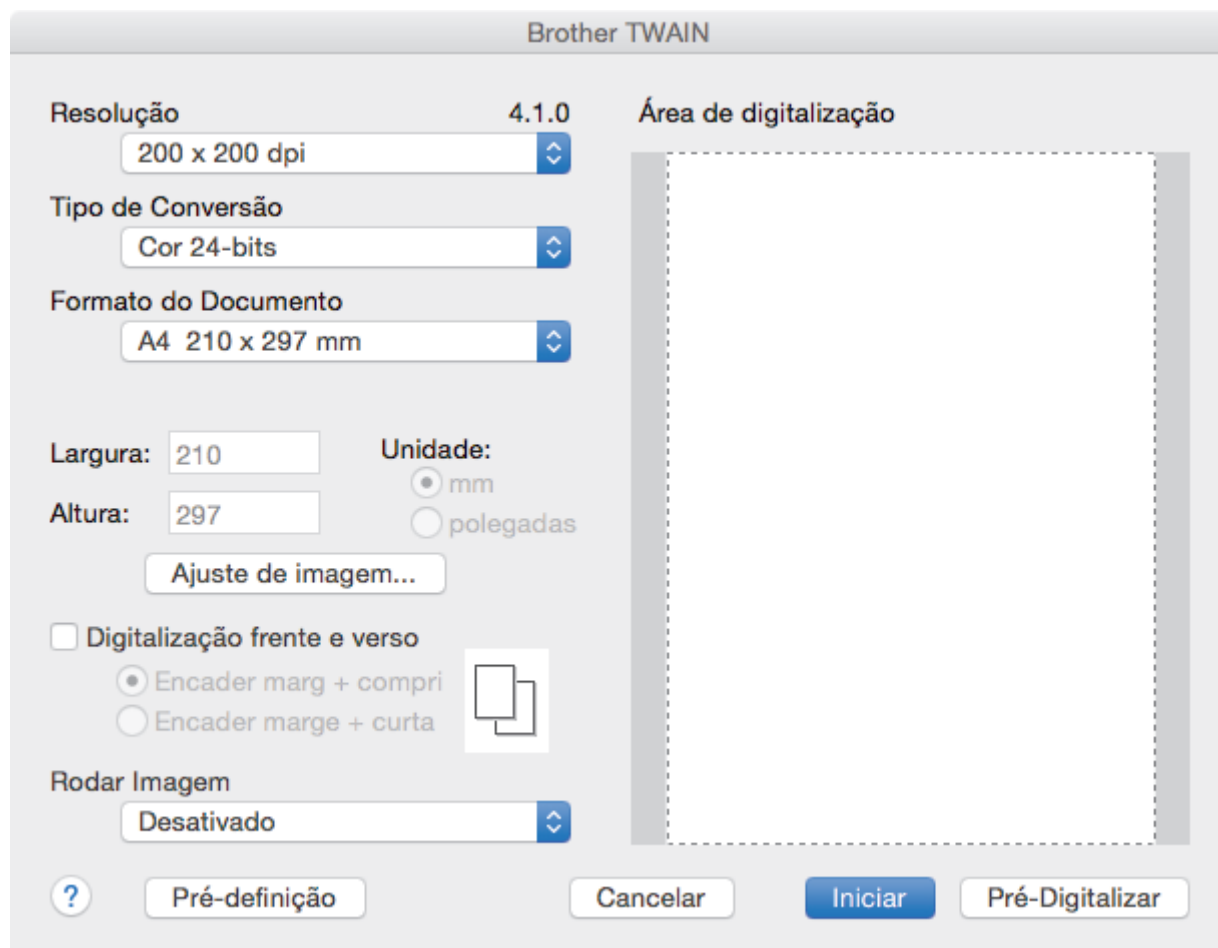 Brother TWAIN
Resolução 4.1.0
200 x 200 dpi
Tipo de Conversão
Cor 24-bits
Formato do Documento
A4 210 x 297 mm
Largura: 210
Altura: 297
Unidade:
mm
polegadas
Ajuste de imagem...
Digitalização frente e verso
Encader marg + compri
Encader marge + curta
Rodar Imagem
Desativado
Área de digitalização
? Pré-definição Cancelar Iniciar Pré-Digitalizar